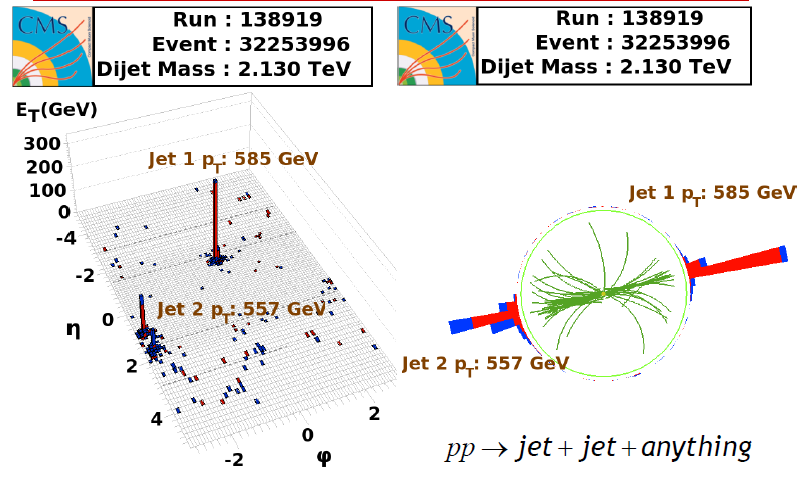 CMS
Run : 138919
Event : 32253996
Dijet Mass : 2.130 TeV
E_T(GeV)
300
200
100
0
-4
-2
0
2
4
η
-2
0
2
φ
Jet 1 p_T: 585 GeV
Jet 2 p_T: 557 GeV
CMS
Run : 138919
Event : 32253996
Dijet Mass : 2.130 TeV
Jet 1 p_T: 585 GeV
Jet 2 p_T: 557 GeV
pp → jet + jet + anything